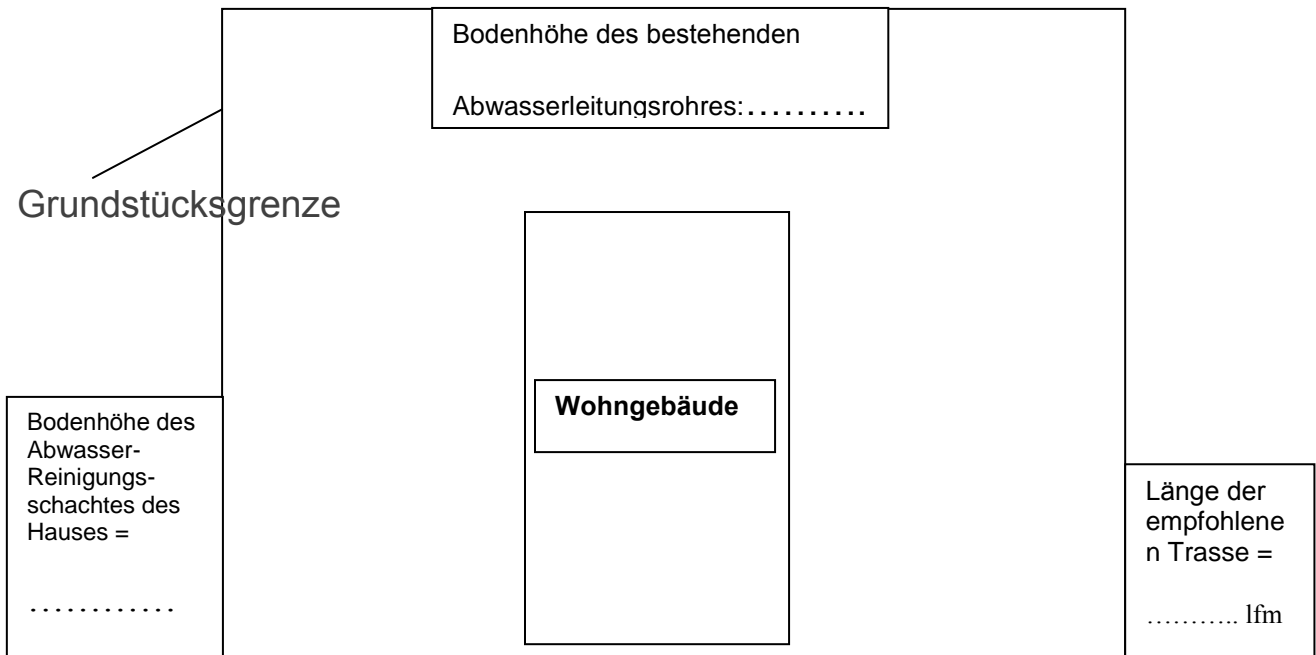 Bodenhöhe des bestehenden
Abwasserleitungsrohres:..........
Grundstücksgrenze
Wohngebäude
Bodenhöhe des
Abwasser-
Reinigungs-
schachtes des
Hauses =
............
Länge der
empfohlene
n Trasse =
……….. lfm